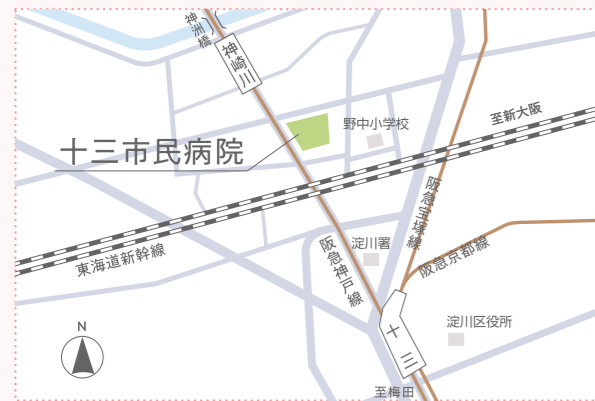 神洲橋
神崎川
野中小学校
至新大阪
十三市民病院
阪急宝塚線
淀川署
阪急京都線
東海道新幹線
阪急神戸線
N
淀川区役所
十三
至梅田